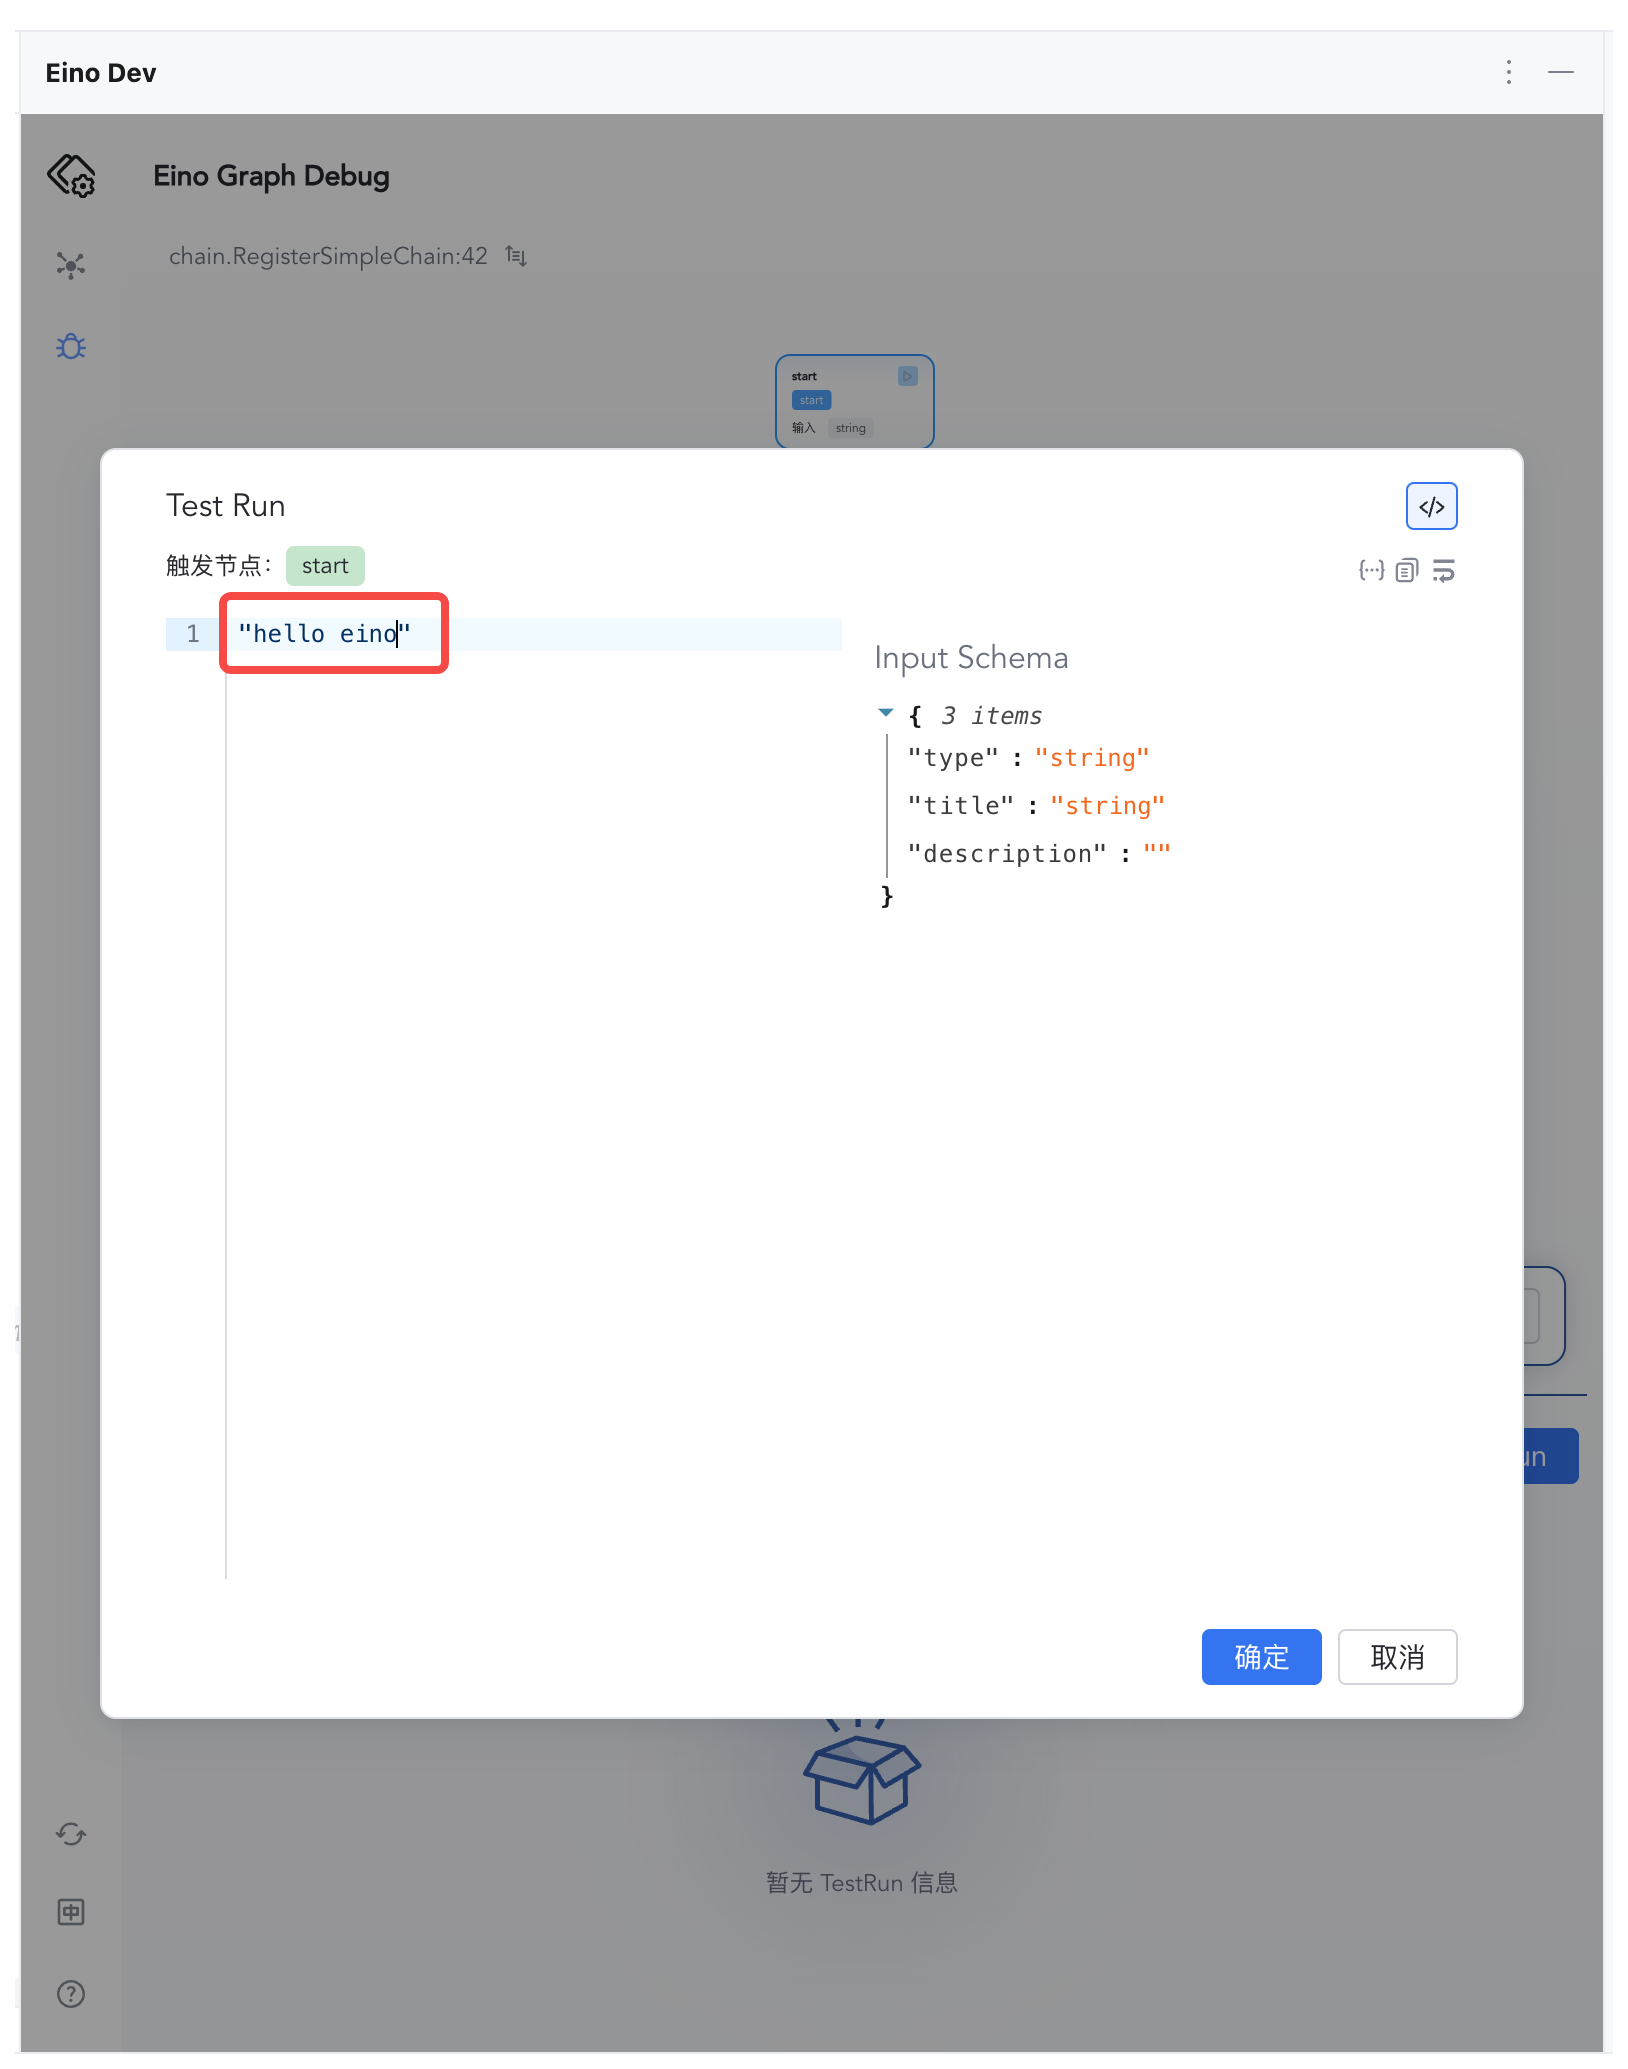 Eino Dev
Eino Graph Debug
chain.RegisterSimpleChain:42
start
start
输入 string
Test Run
</>
触发节点： start
1 "hello eino"
Input Schema
{ 3 items
"type" : "string"
"title" : "string"
"description" : ""
}
un
确定 取消
暂无 TestRun 信息
中
?